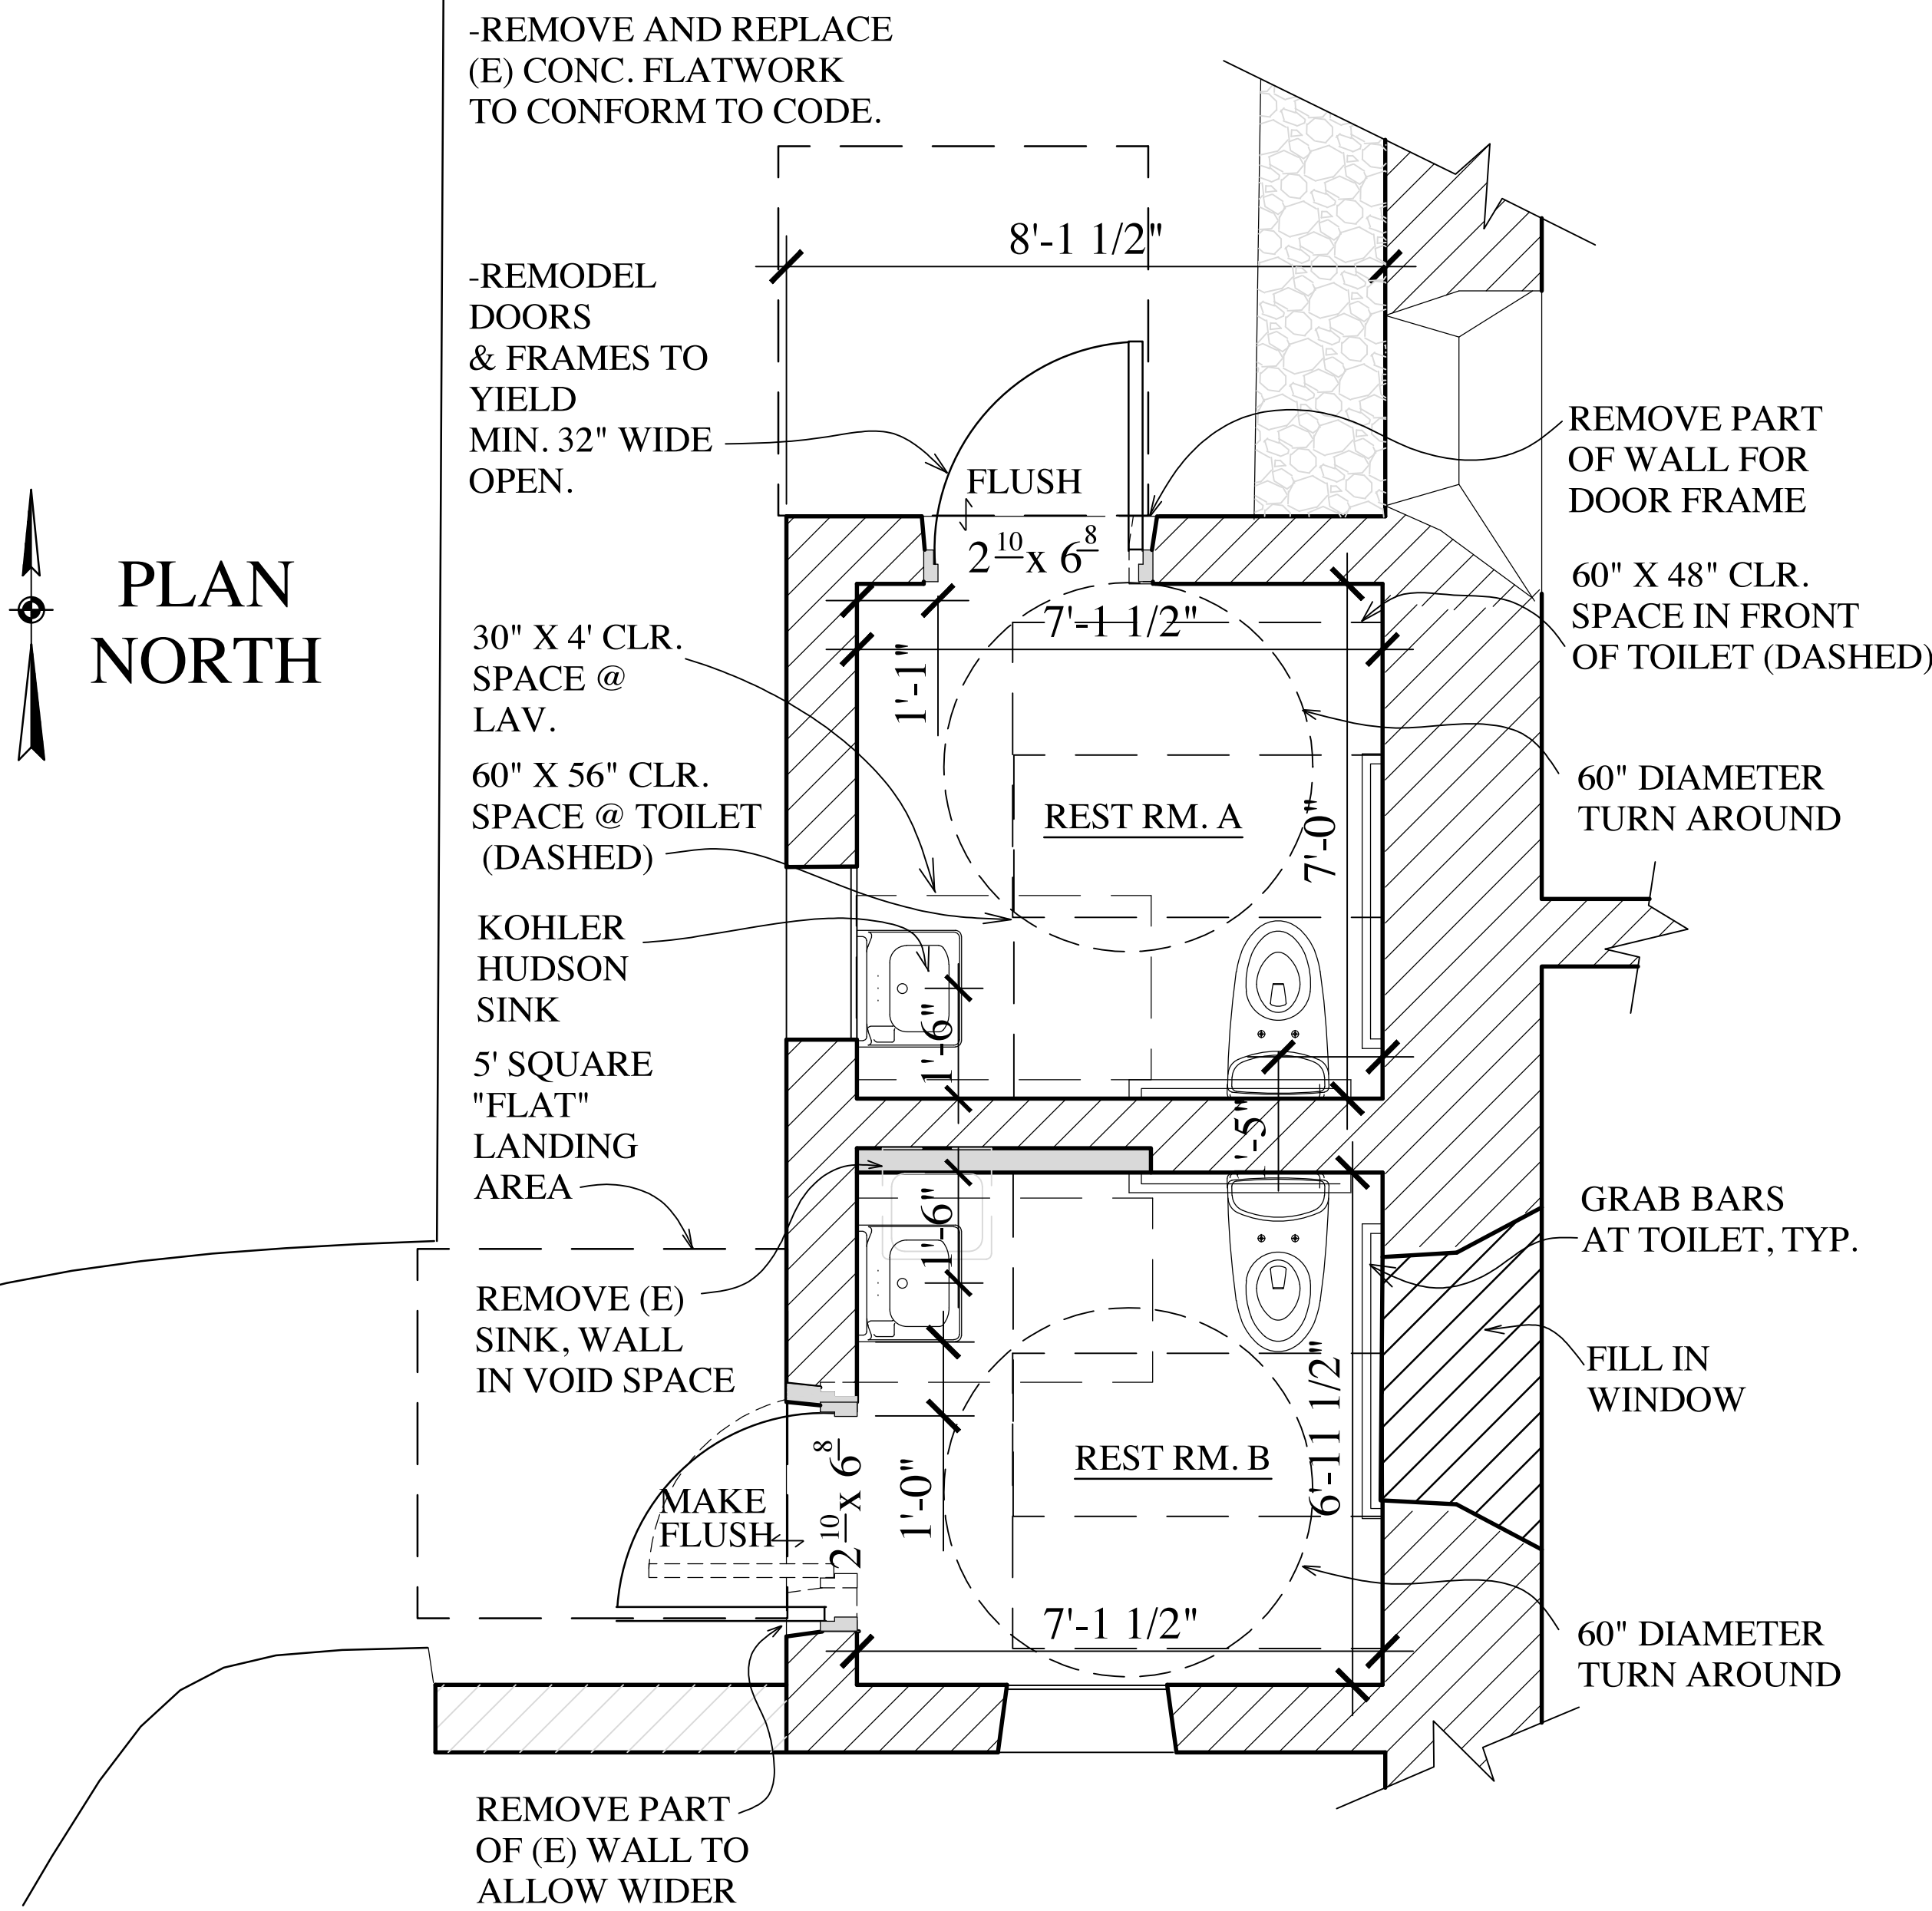 -REMOVE AND REPLACE
(E) CONC. FLATWORK
TO CONFORM TO CODE.
8'-1 1/2"
-REMODEL
DOORS
& FRAMES TO
YIELD
MIN. 32" WIDE
OPEN.
FLUSH
2 10 x 6 8
REMOVE PART
OF WALL FOR
DOOR FRAME
PLAN
NORTH
60" X 48" CLR.
SPACE IN FRONT
OF TOILET (DASHED)
7'-1 1/2"
1'-1"
30" X 4' CLR.
SPACE @
LAV.
60" X 56" CLR.
SPACE @ TOILET
(DASHED)
REST RM. A
7'-0"
60" DIAMETER
TURN AROUND
KOHLER
HUDSON
SINK
1'-6"
5' SQUARE
"FLAT"
LANDING
AREA
1'-5"
1'-6"
GRAB BARS
AT TOILET, TYP.
REMOVE (E)
SINK, WALL
IN VOID SPACE
FILL IN
WINDOW
REST RM. B
6'-11 1/2"
2 10 x 6 8
1'-0"
MAKE
FLUSH
7'-1 1/2"
60" DIAMETER
TURN AROUND
REMOVE PART
OF (E) WALL TO
ALLOW WIDER